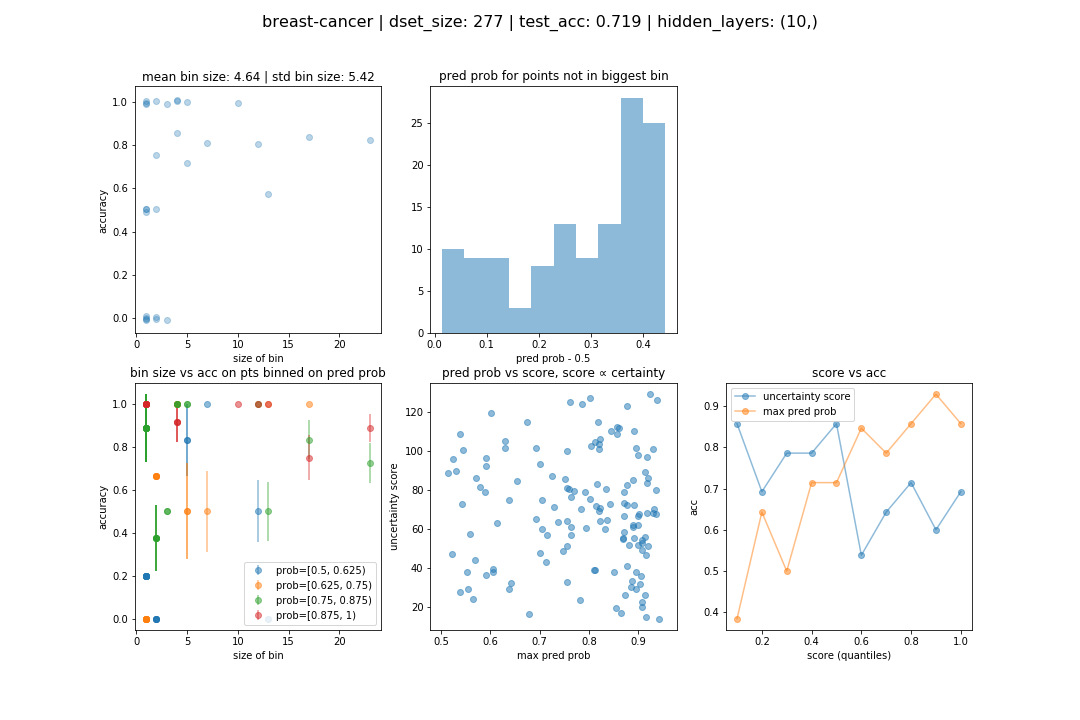 breast-cancer | dset_size: 277 | test_acc: 0.719 | hidden_layers: (10,)
mean bin size: 4.64 | std bin size: 5.42
1.0
0.8
0.6
0.4
0.2
0.0
accuracy
0
5
10
15
20
size of bin
pred prob for points not in biggest bin
25
20
15
10
5
0
0.0
0.1
0.2
0.3
0.4
pred prob - 0.5
bin size vs acc on pts binned on pred prob
1.0
0.8
0.6
0.4
0.2
0.0
accuracy
prob=[0.5, 0.625)
prob=[0.625, 0.75)
prob=[0.75, 0.875)
prob=[0.875, 1)
0
5
10
15
20
size of bin
pred prob vs score, score ∝ certainty
120
100
80
60
40
20
uncertainty score
0.5
0.6
0.7
0.8
0.9
max pred prob
score vs acc
uncertainty score
max pred prob
0.9
0.8
0.7
0.6
0.5
0.4
acc
0.2
0.4
0.6
0.8
1.0
score (quantiles)